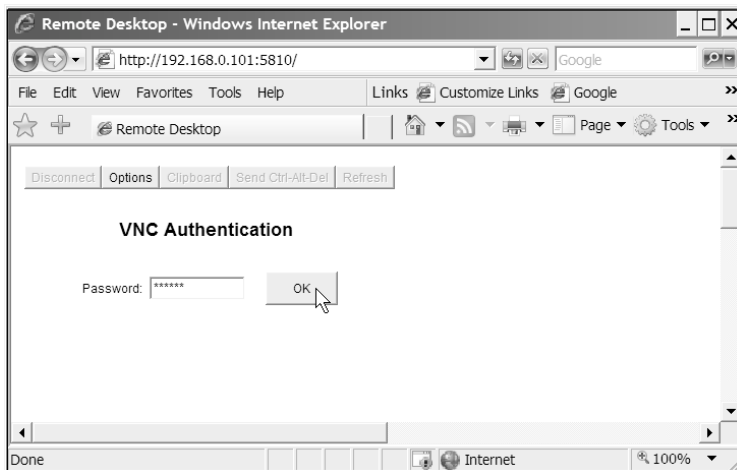 Remote Desktop - Windows Internet Explorer
http://192.168.0.101:5810/ Google
File Edit View Favorites Tools Help Links Customize Links Google »
Remote Desktop Page Tools »
Disconnect Options Clipboard Send Ctrl-Alt-Del Refresh
VNC Authentication
Password: ****** OK
Done Internet 100%